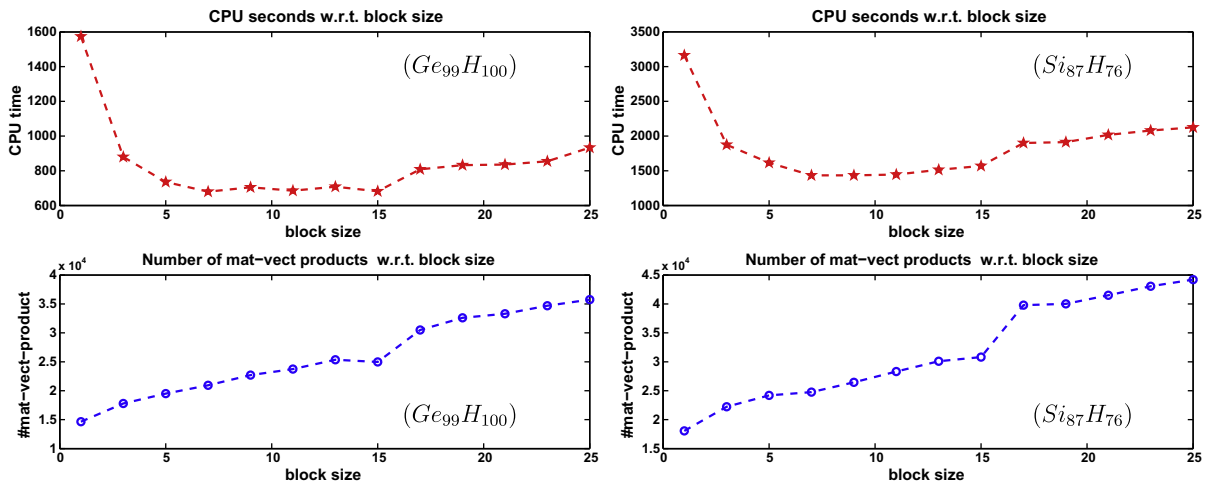 CPU seconds w.r.t. block size
1600
1400
1200
1000
800
600
CPU time
(Ge99H100)
0 5 10 15 20 25
block size
CPU seconds w.r.t. block size
3500
3000
2500
2000
1500
1000
CPU time
(Si87H76)
0 5 10 15 20 25
block size
Number of mat−vect products w.r.t. block size
x 10^4
4
3.5
3
2.5
2
1.5
1
#mat−vect−product
(Ge99H100)
0 5 10 15 20 25
block size
Number of mat−vect products w.r.t. block size
x 10^4
4.5
4
3.5
3
2.5
2
1.5
1
#mat−vect−product
(Si87H76)
0 5 10 15 20 25
block size